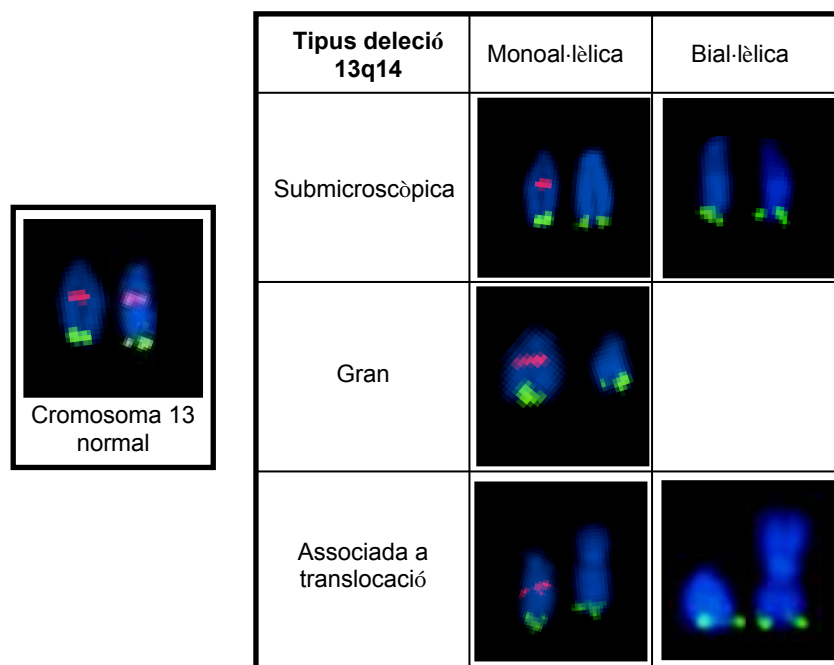 Tipus deleció
13q14
Monoal·lèlica
Bial·lèlica
Submicroscòpica
Gran
Associada a
translocació
Cromosoma 13
normal